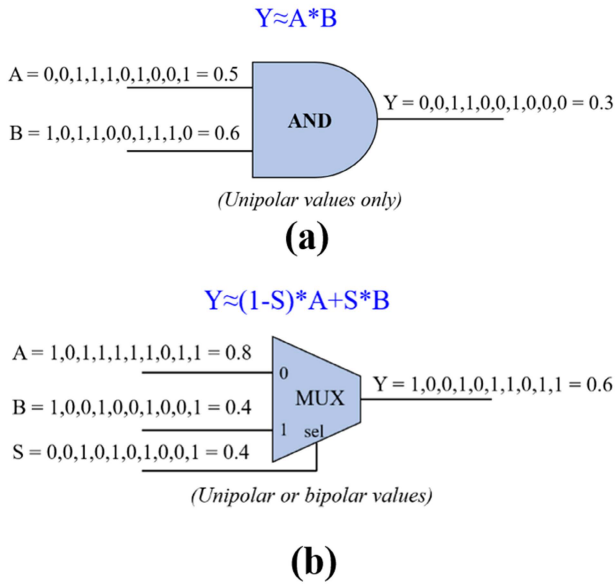 Y≈A*B
A = 0,0,1,1,1,0,1,0,0,1 = 0.5
Y = 0,0,1,1,0,0,1,0,0,0 = 0.3
AND
B = 1,0,1,1,0,0,1,1,1,0 = 0.6
(Unipolar values only)
(a)
Y≈(1-S)*A+S*B
A = 1,0,1,1,1,1,1,0,1,1 = 0.8
0
Y = 1,0,0,1,0,1,1,0,1,1 = 0.6
MUX
B = 1,0,0,1,0,0,1,0,0,1 = 0.4
1
sel
S = 0,0,1,0,1,0,1,0,0,1 = 0.4
(Unipolar or bipolar values)
(b)